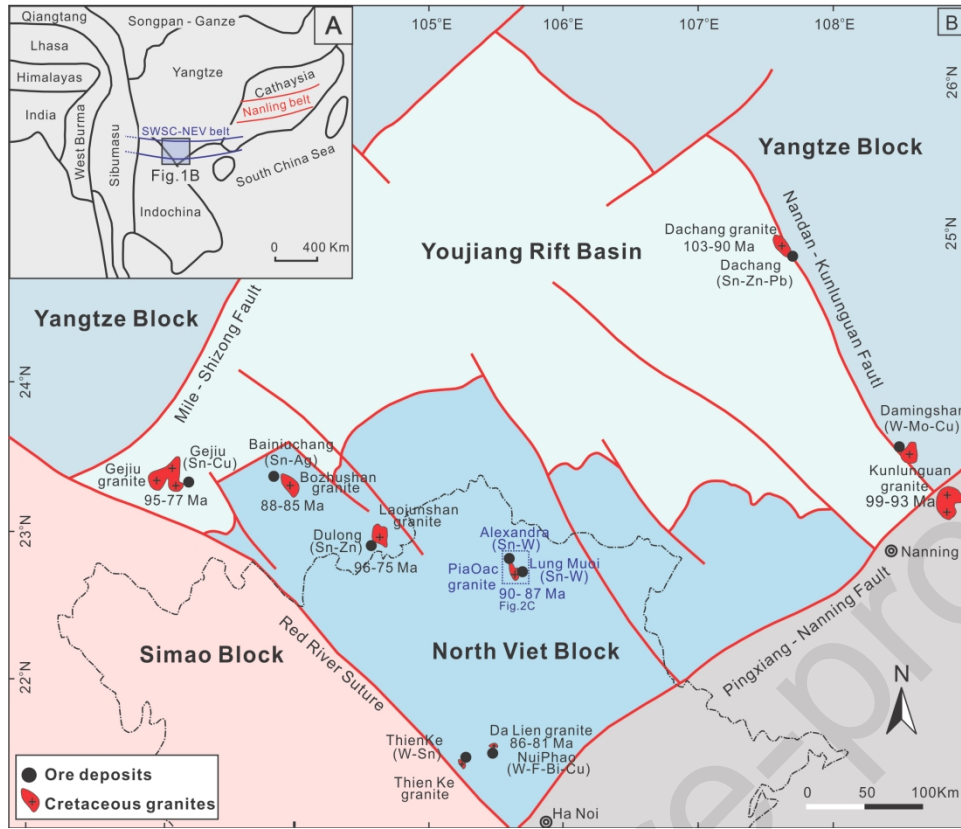 Qiangtang
Songpan - Ganze
A
Lhasa
Yangtze
Himalayas
Cathaysia
India
Nanling belt
West Burma
Sibumasu
SWSC-NEV belt
Fig.1B
South China Sea
Indochina
0 400 Km
105°E
106°E
107°E
108°E
B
26°N
25°N
24°N
23°N
22°N
Yangtze Block
Nandan - Kunlunguan Fautl
Dachang granite
103-90 Ma
Dachang
(Sn-Zn-Pb)
Youjiang Rift Basin
Yangtze Block
Mile - Shizong Fault
Damingshan
(W-Mo-Cu)
Kunlunguan
granite
99-93 Ma
Gejiu
(Sn-Cu)
Gejiu
granite
95-77 Ma
Bainiuchang
(Sn-Ag)
Bozhushan
granite
88-85 Ma
Laojunshan
granite
Dulong
(Sn-Zn)
96-75 Ma
Alexandra
(Sn-W)
Lung Muoi
(Sn-W)
PiaOac
granite
90- 87 Ma
Fig.2C
Nanning
Pingxiang - Nanning Fault
Simao Block
Red River Suture
North Viet Block
N
Da Lien granite
86-81 Ma
NuiPhao
(W-F-Bi-Cu)
ThienKe
(W-Sn)
Thien Ke
granite
Ha Noi
Ore deposits
Cretaceous granites
0 50 100Km
re-pro